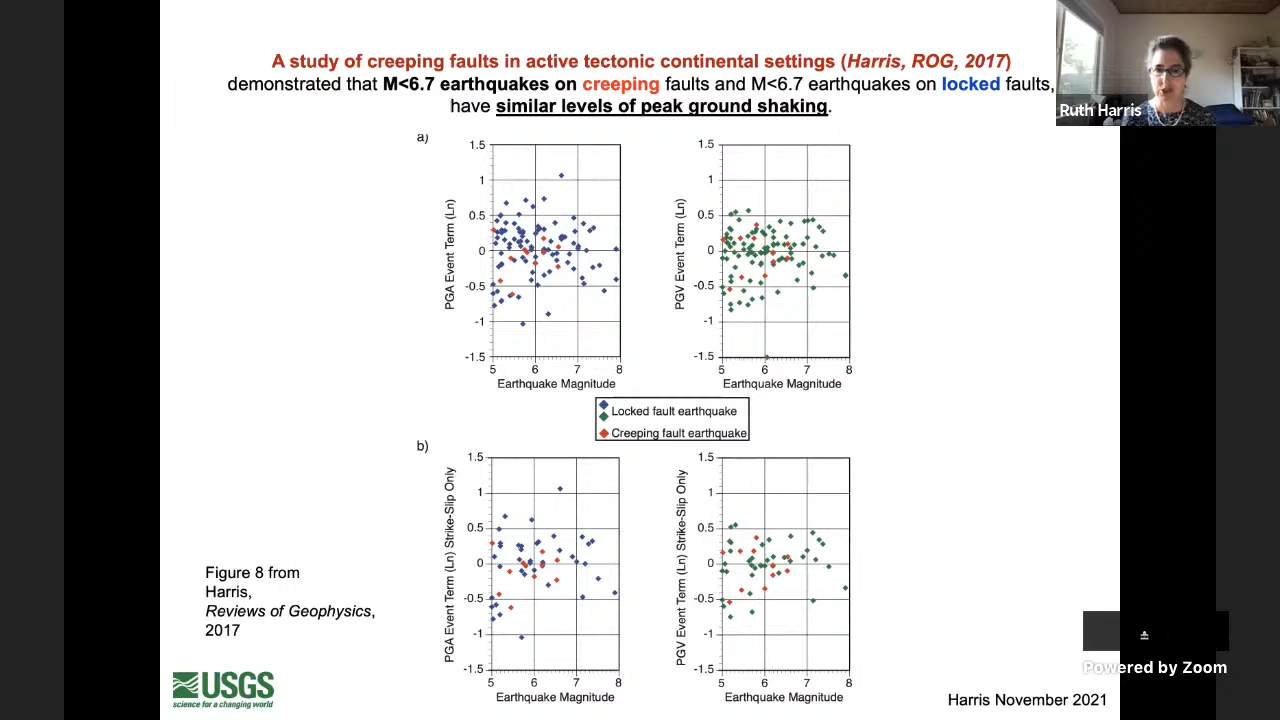 A study of creeping faults in active tectonic continental settings (Harris, ROG, 2017)
demonstrated that M<6.7 earthquakes on creeping faults and M<6.7 earthquakes on locked faults,
have similar levels of peak ground shaking.
Ruth Harris
a)
PGA Event Term (Ln)
1.5
1
0.5
0
-0.5
-1
-1.5
5 6 7 8
Earthquake Magnitude
PGV Event Term (Ln)
1.5
1
0.5
0
-0.5
-1
-1.5
5 6 7 8
Earthquake Magnitude
Locked fault earthquake
Creeping fault earthquake
b)
PGA Event Term (Ln) Strike-Slip Only
1.5
1
0.5
0
-0.5
-1
-1.5
5 6 7 8
Earthquake Magnitude
PGV Event Term (Ln) Strike-Slip Only
1.5
1
0.5
0
-0.5
-1
-1.5
5 6 7 8
Earthquake Magnitude
Figure 8 from
Harris,
Reviews of Geophysics,
2017
USGS
science for a changing world
Powered by Zoom
Harris November 2021